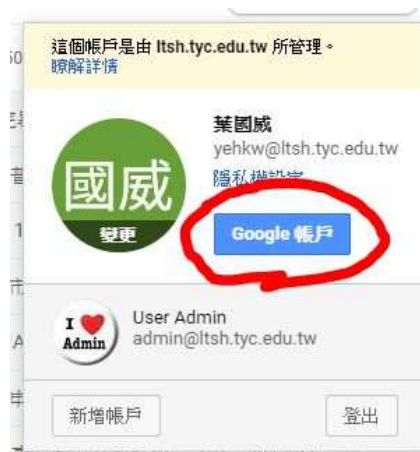 這個帳戶是由 ltsh.tyc.edu.tw 所管理。
瞭解詳情
國威
變更
葉國威
yehkw@ltsh.tyc.edu.tw
隱私權設定
Google 帳戶
I
Admin
User Admin
admin@ltsh.tyc.edu.tw
新增帳戶
登出